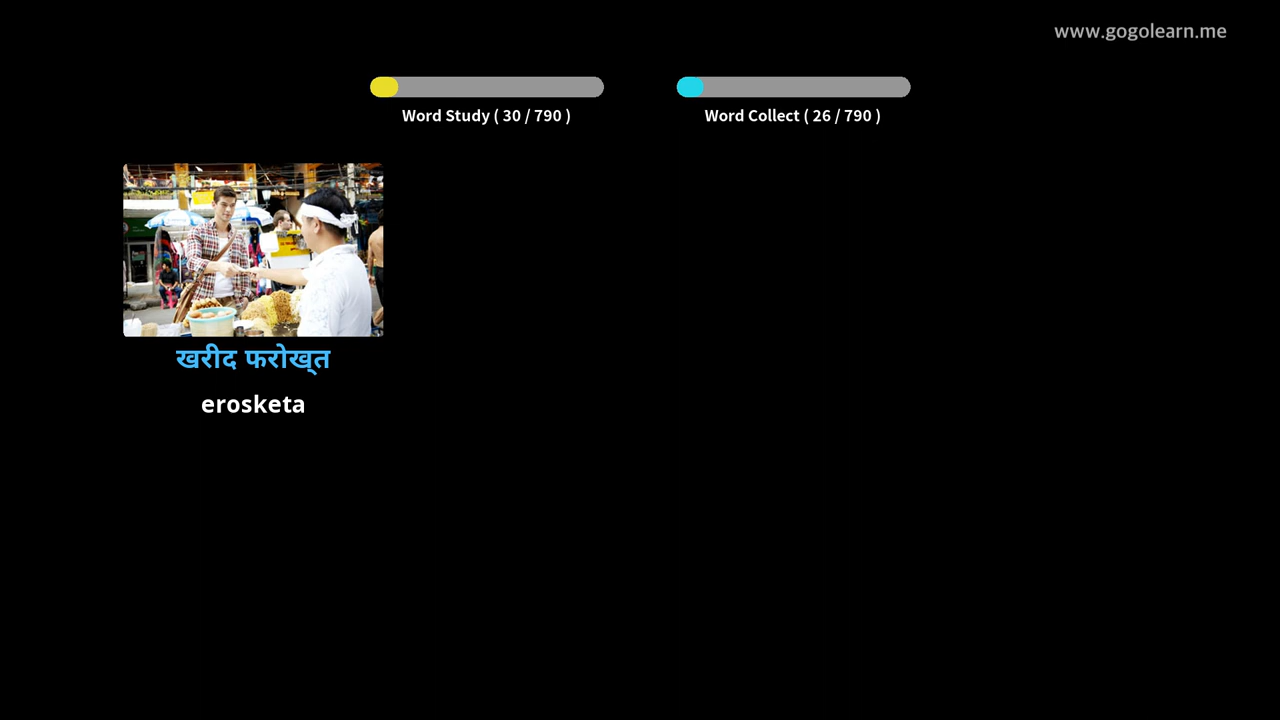 www.gogolearn.me
Word Study ( 30 / 790 )
Word Collect ( 26 / 790 )
खरीद फरोख्‌त
erosketa